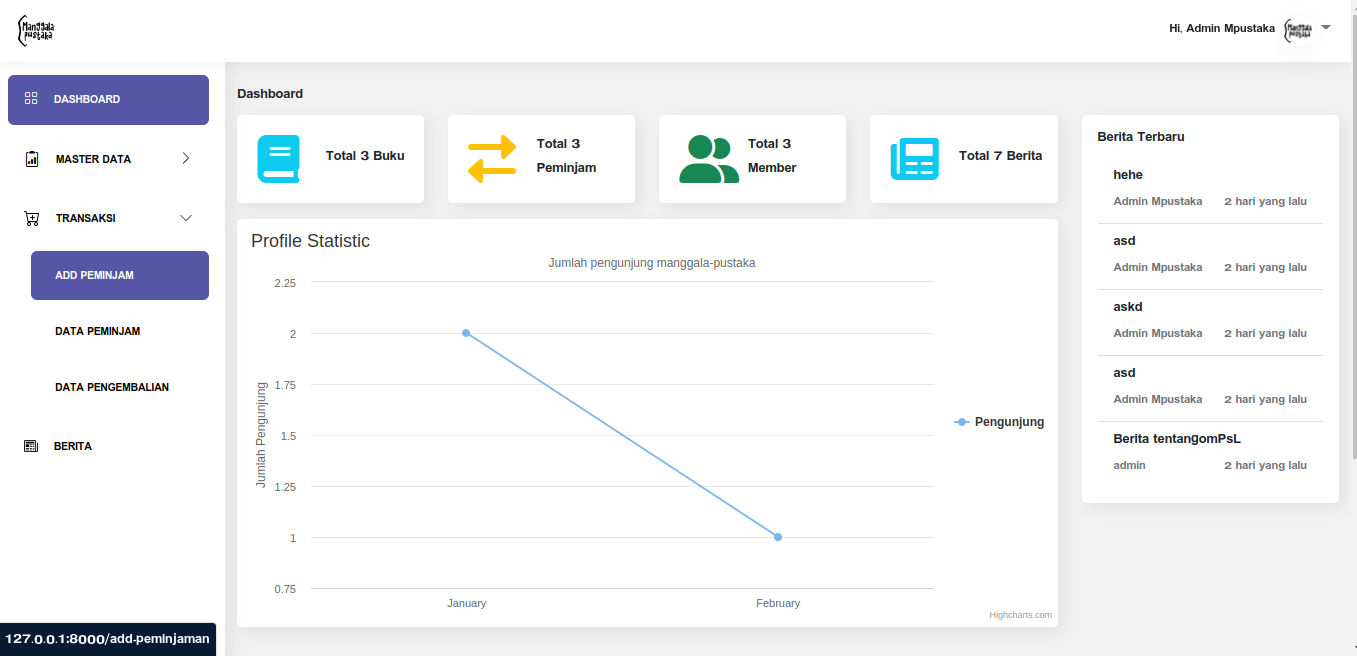 Manggala
pustaka
Hi, Admin Mpustaka
Manggala
pustaka
DASHBOARD
MASTER DATA
TRANSAKSI
ADD PEMINJAM
DATA PEMINJAM
DATA PENGEMBALIAN
BERITA
127.0.0.1:8000/add-peminjaman
Dashboard
Total 3 Buku
Total 3
Peminjam
Total 3
Member
Total 7 Berita
Profile Statistic
Jumlah pengunjung manggala-pustaka
Jumlah Pengunjung
2.25
2
1.75
1.5
1.25
1
0.75
January
February
Pengunjung
Highcharts.com
Berita Terbaru
hehe
Admin Mpustaka 2 hari yang lalu
asd
Admin Mpustaka 2 hari yang lalu
askd
Admin Mpustaka 2 hari yang lalu
asd
Admin Mpustaka 2 hari yang lalu
Berita tentangomPsL
admin 2 hari yang lalu